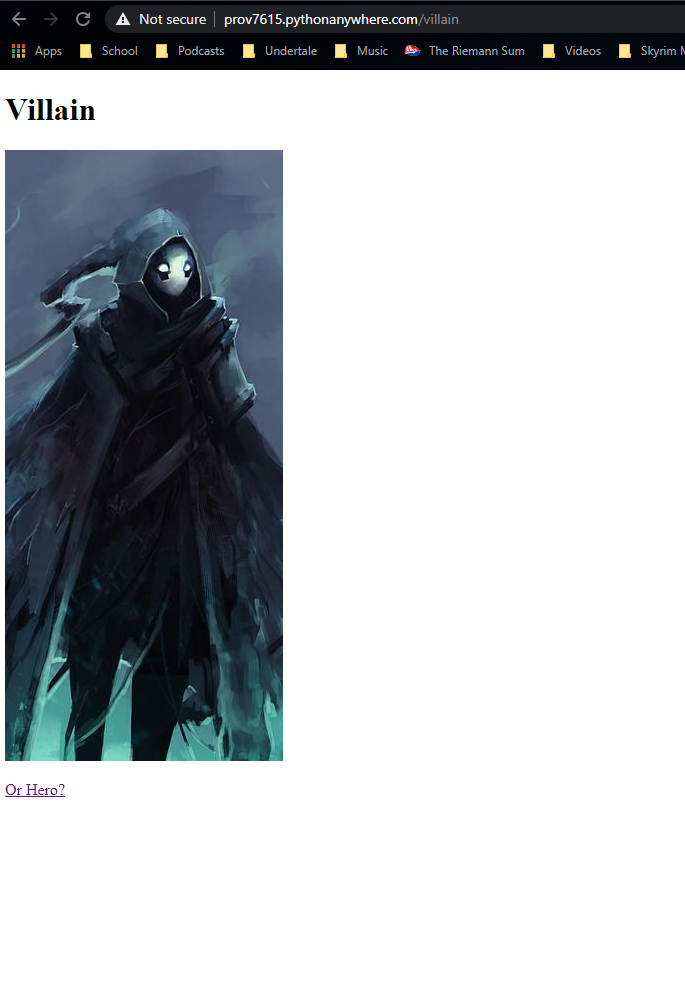 Not secure | prov7615.pythonanywhere.com/villain
Apps School Podcasts Undertale Music The Riemann Sum Videos Skyrim M
Villain
Or Hero?